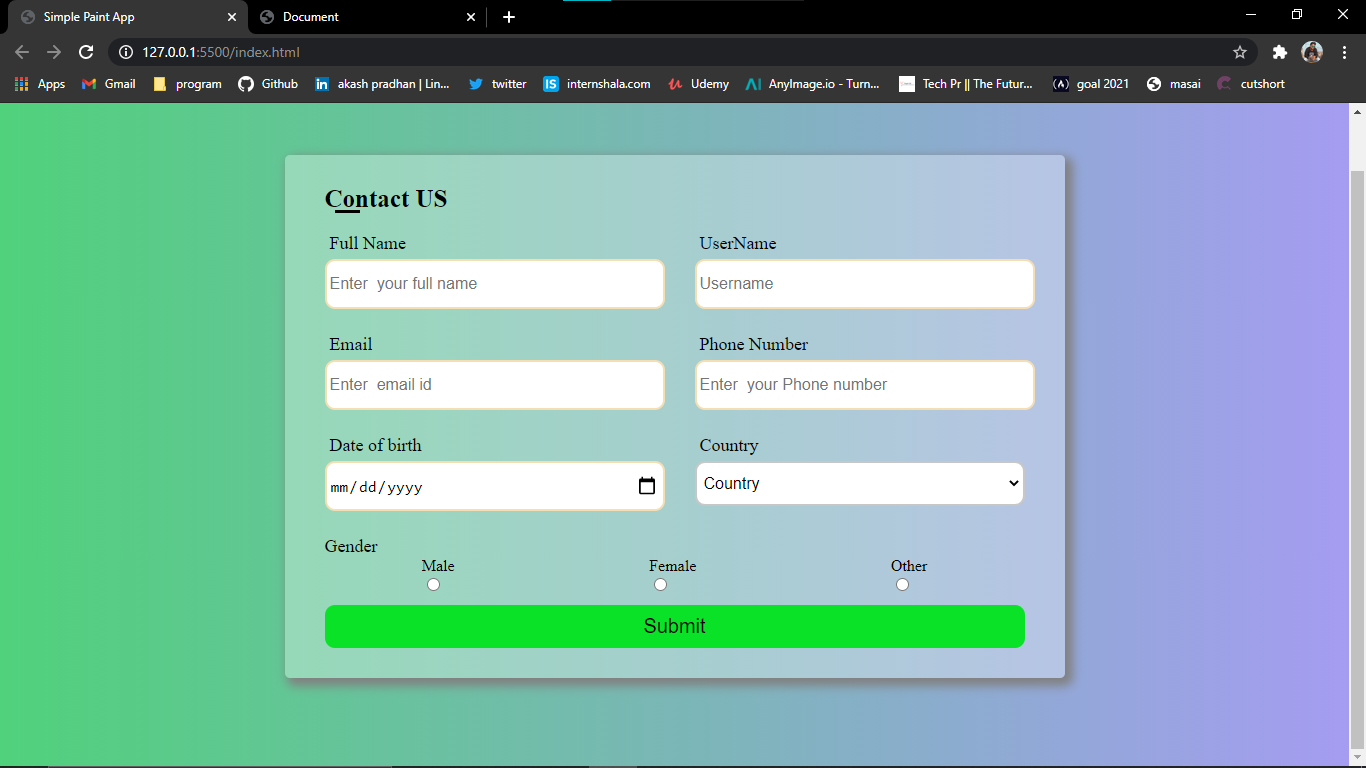 Simple Paint App Document
127.0.0.1:5500/index.html
Apps Gmail program Github akash pradhan | Lin... twitter internshala.com Udemy AnyImage.io - Turn... Tech Pr || The Futur... goal 2021 masai cutshort
Contact US
Full Name UserName
Enter  your full name Username
Email Phone Number
Enter  email id Enter  your Phone number
Date of birth Country
mm/dd/yyyy Country
Gender
Male Female Other
Submit